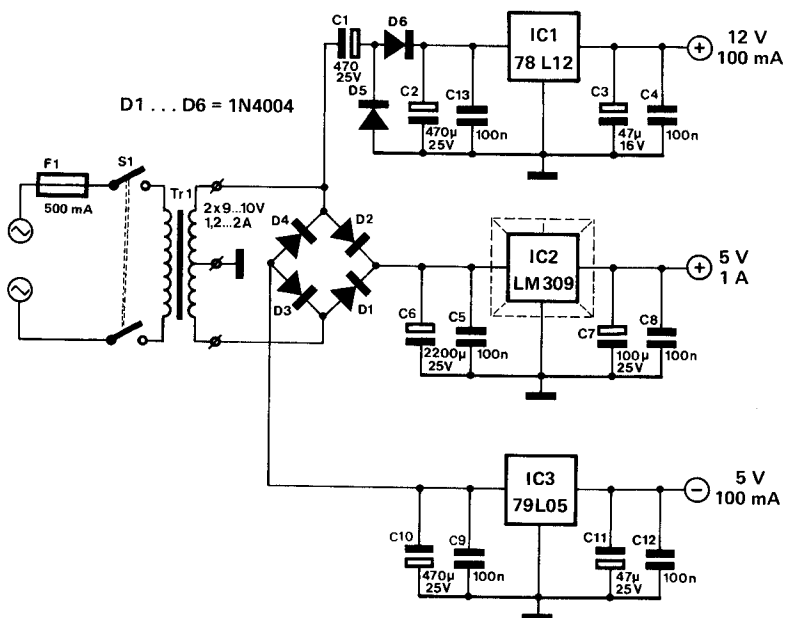 C1
D6
470
25V
D5
C2
470µ
25V
C13
100n
IC1
78 L12
C3
47µ
16V
C4
100n
+
12 V
100 mA
D1 ... D6 = 1N4004
F1
500 mA
S1
Tr1
2x9...10V
1,2...2A
D4
D2
D3
D1
C6
2200µ
25V
C5
100n
IC2
LM 309
C7
100µ
25V
C8
100n
+
5 V
1 A
C10
470µ
25V
C9
100n
IC3
79L05
C11
47µ
25V
C12
100n
−
5 V
100 mA